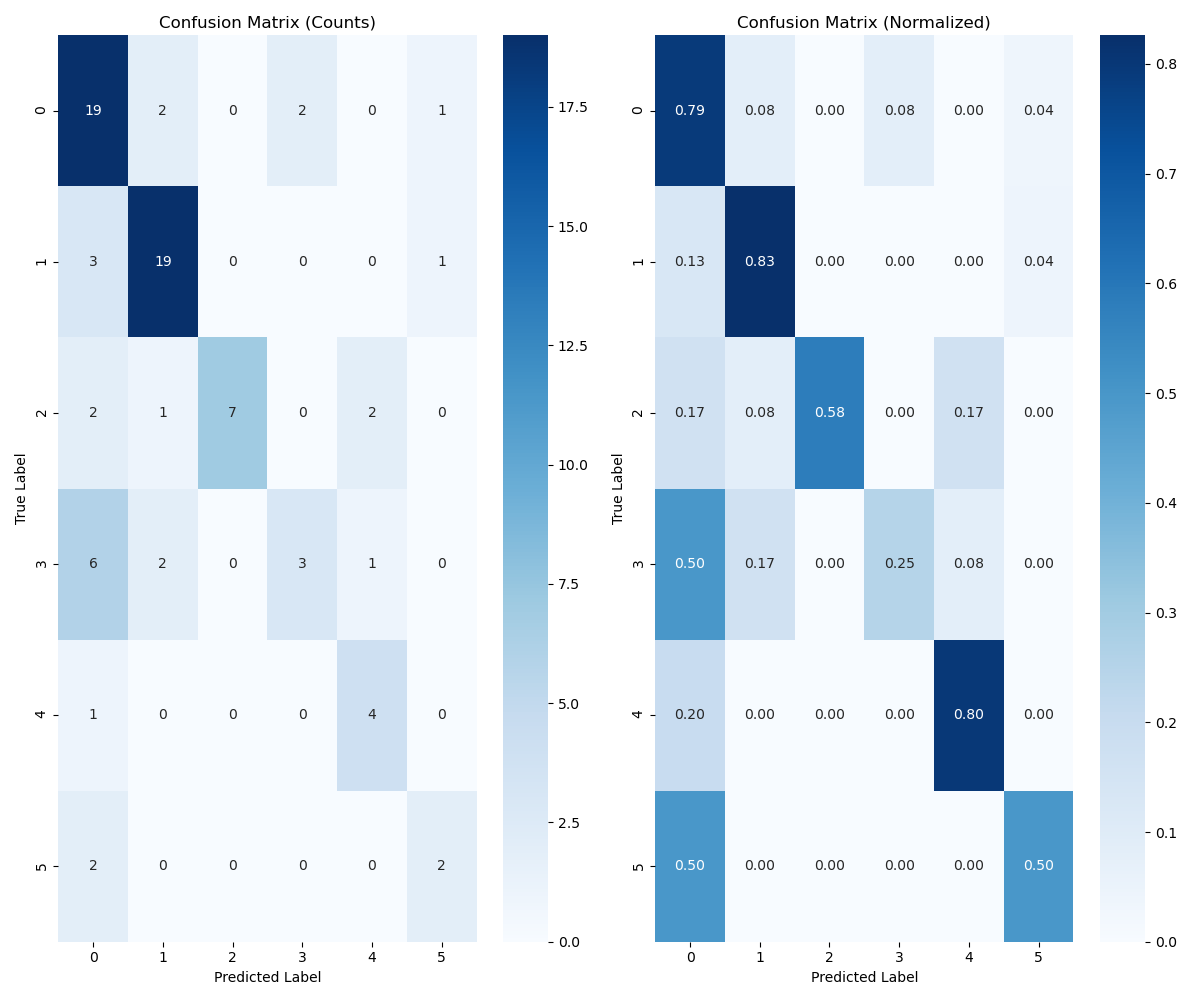 Confusion Matrix (Counts)
0 19 2 0 2 0 1
1 3 19 0 0 0 1
2 2 1 7 0 2 0
3 6 2 0 3 1 0
4 1 0 0 0 4 0
5 2 0 0 0 0 2
0 1 2 3 4 5
Predicted Label
True Label
17.5
15.0
12.5
10.0
7.5
5.0
2.5
0.0
Confusion Matrix (Normalized)
0 0.79 0.08 0.00 0.08 0.00 0.04
1 0.13 0.83 0.00 0.00 0.00 0.04
2 0.17 0.08 0.58 0.00 0.17 0.00
3 0.50 0.17 0.00 0.25 0.08 0.00
4 0.20 0.00 0.00 0.00 0.80 0.00
5 0.50 0.00 0.00 0.00 0.00 0.50
0 1 2 3 4 5
Predicted Label
True Label
0.8
0.7
0.6
0.5
0.4
0.3
0.2
0.1
0.0